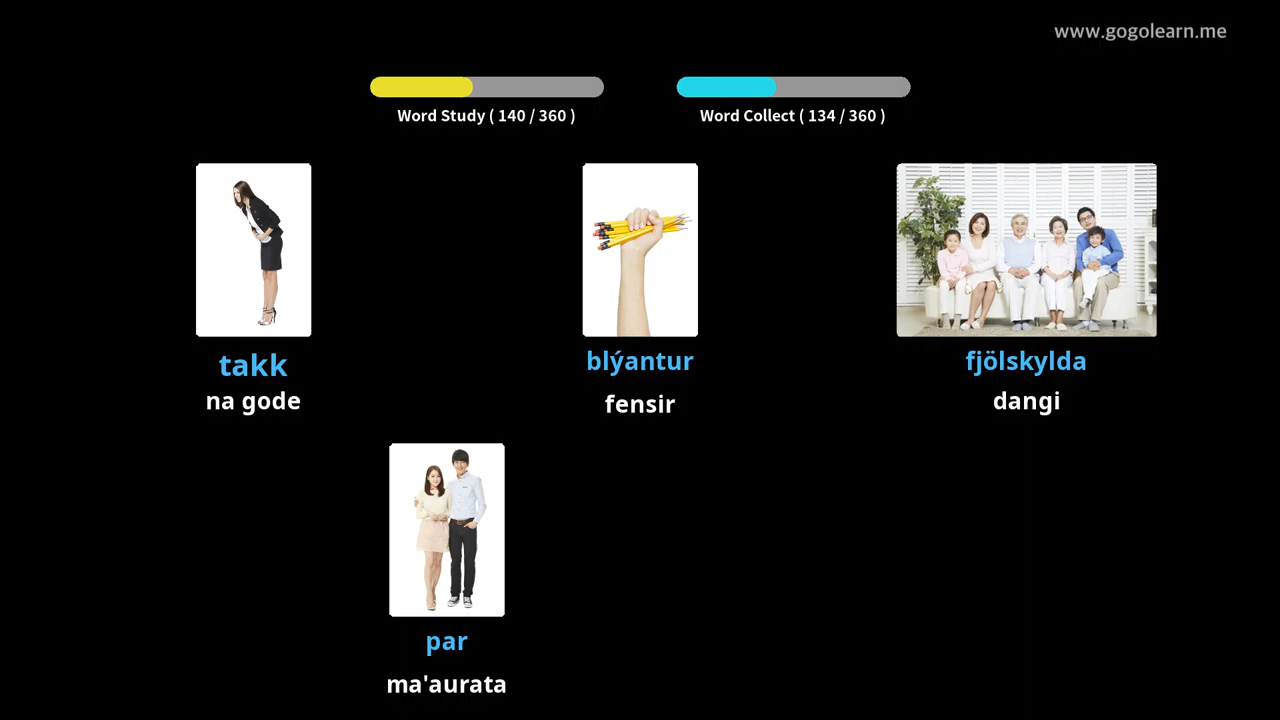 www.gogolearn.me
Word Study ( 140 / 360 )
Word Collect ( 134 / 360 )
takk
na gode
blýantur
fensir
fjölskylda
dangi
par
ma'aurata